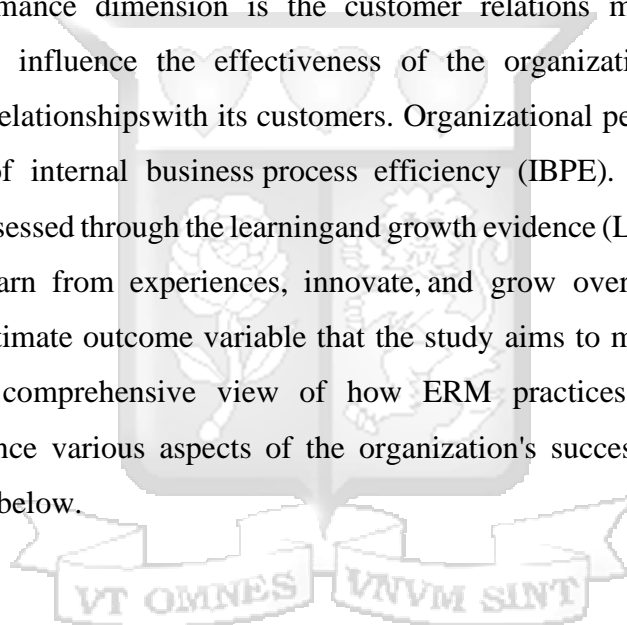 mance dimension is the customer relations m
influence the effectiveness of the organizati
elationshipswith its customers. Organizational pe
of internal business process efficiency (IBPE).
ssessed through the learningand growth evidence (L
arn from experiences, innovate, and grow over
timate outcome variable that the study aims to m
comprehensive view of how ERM practices
nce various aspects of the organization's succes
below.
VT OMNES VNVM SINT